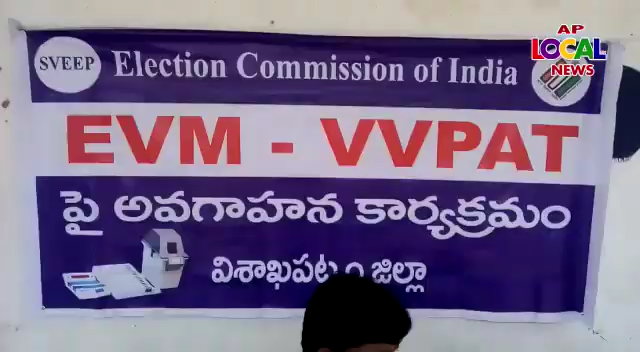 AP
LOCAL
NEWS
SVEEP
Election Commission of India
EVM - VVPAT
పై అవగాహన కార్యక్రమం
విశాఖపట్నం జిల్లా